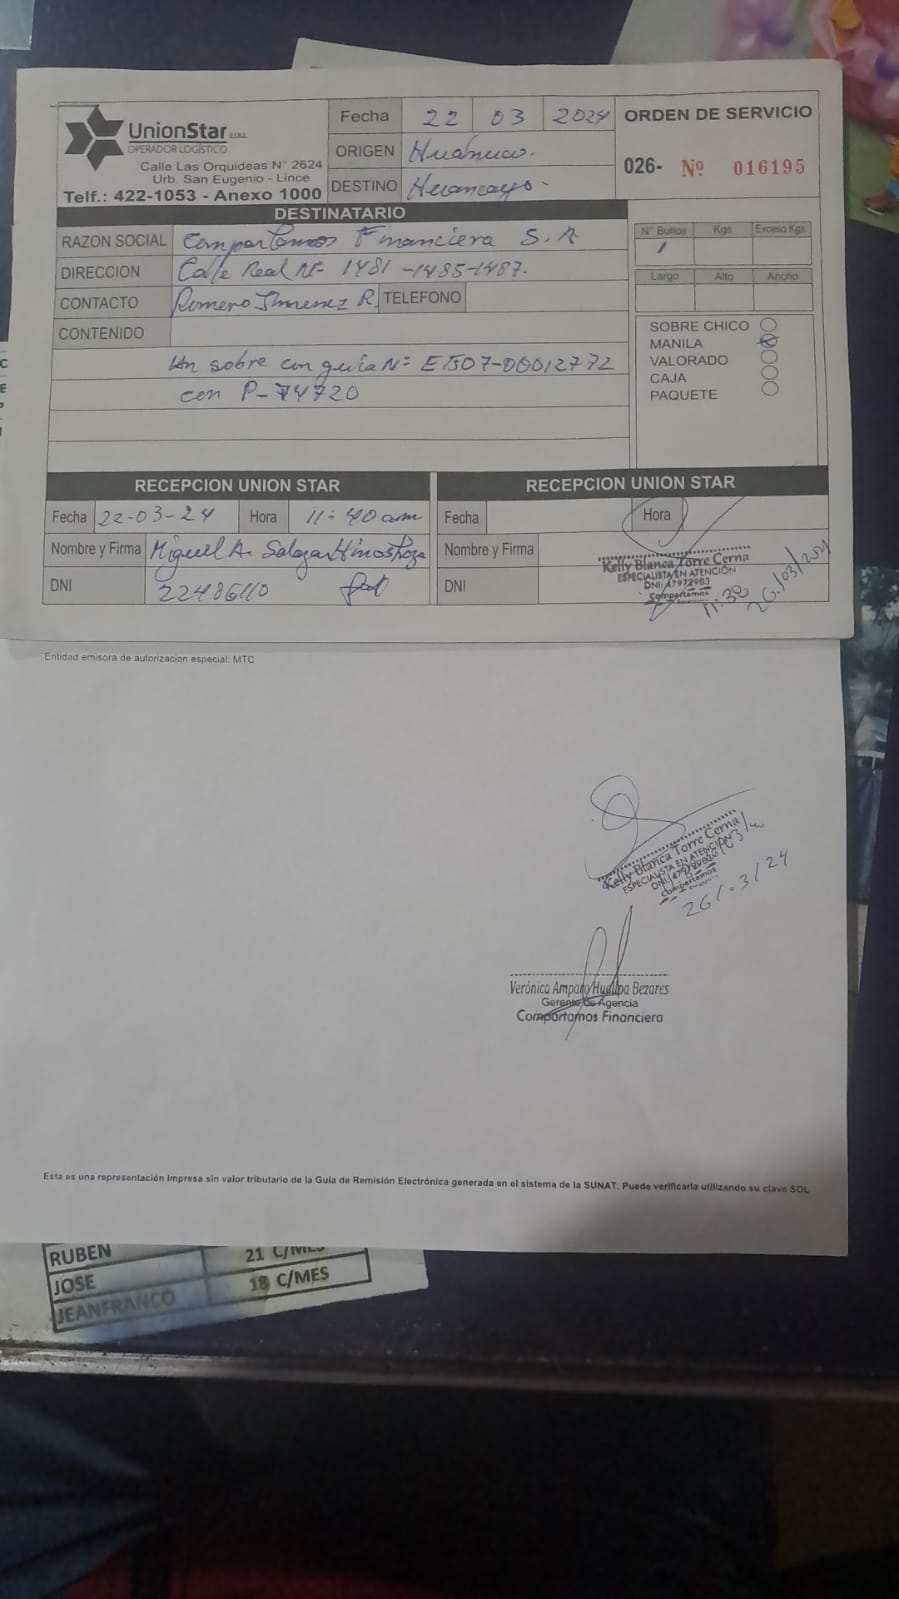 UnionStar E.I.R.L.
OPERADOR LOGÍSTICO
Calle Las Orquideas N° 2624
Urb. San Eugenio - Lince
Telf.: 422-1053 - Anexo 1000
Fecha 22 03 2024
ORIGEN Huánuco.
DESTINO Huancayo-
ORDEN DE SERVICIO
026- Nº 016195
DESTINATARIO
RAZON SOCIAL Compartamos Financiera S. A
DIRECCION Calle Real Nº 1481 -1485-1487.
CONTACTO Romero Jimenez R. TELEFONO
CONTENIDO
Un sobre con guía Nº
con P-74720
N° Bultos Kgs Exceso Kgs
1
Largo Alto Ancho
SOBRE CHICO
MANILA
VALORADO
CAJA
PAQUETE
RECEPCION UNION STAR
Fecha 22-03-24 Hora 11:40am
Nombre y Firma Miguel A. Salazar Hinostroza
DNI 22486110
RECEPCION UNION STAR
Fecha Hora
Nombre y Firma
DNI
Kelly Blanca Torre Cerna
ESPECIALISTA EN ATENCIÓN
DNI: 47972983
Compartamos
11:30
Entidad emisora de autorizacion especial: MTC
Kelly Blanca Torre Cerna
ESPECIALISTA EN ATENCIÓN
Compartamos
26/.3/24
Verónica Amparo Huallpa Bezares
Gerente de Agencia
Compartamos Financiera
Esta es una representación impresa sin valor tributario de la Guía de Remisión Electrónica generada en el sistema de la SUNAT. Puede verificarla utilizando su clave SOL
RUBEN 21 C/MES
JOSE 18 C/MES
JEANFRANCO